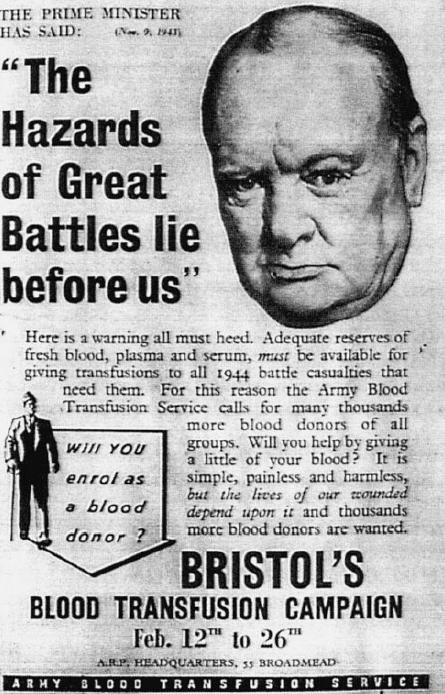 THE PRIME MINISTER
HAS SAID: (Nov. 9, 1943)
"The
Hazards
of Great
Battles lie
before us"
Here is a warning all must heed. Adequate reserves of
fresh blood, plasma and serum, must be available for
giving transfusions to all 1944 battle casualties that
need them. For this reason the Army Blood
Transfusion Service calls for many thousands
more blood donors of all
groups. Will you help by giving
a little of your blood? It is
simple, painless and harmless,
but the lives of our wounded
depend upon it and thousands
more blood donors are wanted.
Will YOU
enrol as
a blood
donor ?
BRISTOL'S
BLOOD TRANSFUSION CAMPAIGN
Feb. 12TH to 26TH
A.R.P. HEADQUARTERS, 55 BROADMEAD
ARMY BLOOD TRANSFUSION SERVICE